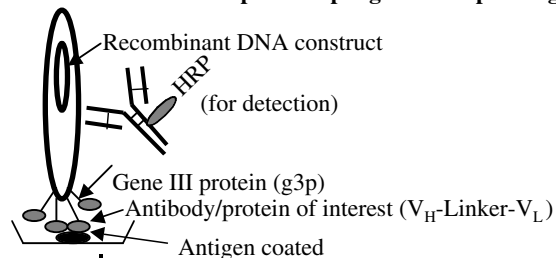 Recombinant DNA construct
HRP
(for detection)
Gene III protein (g3p)
Antibody/protein of interest (VH-Linker-VL)
Antigen coated